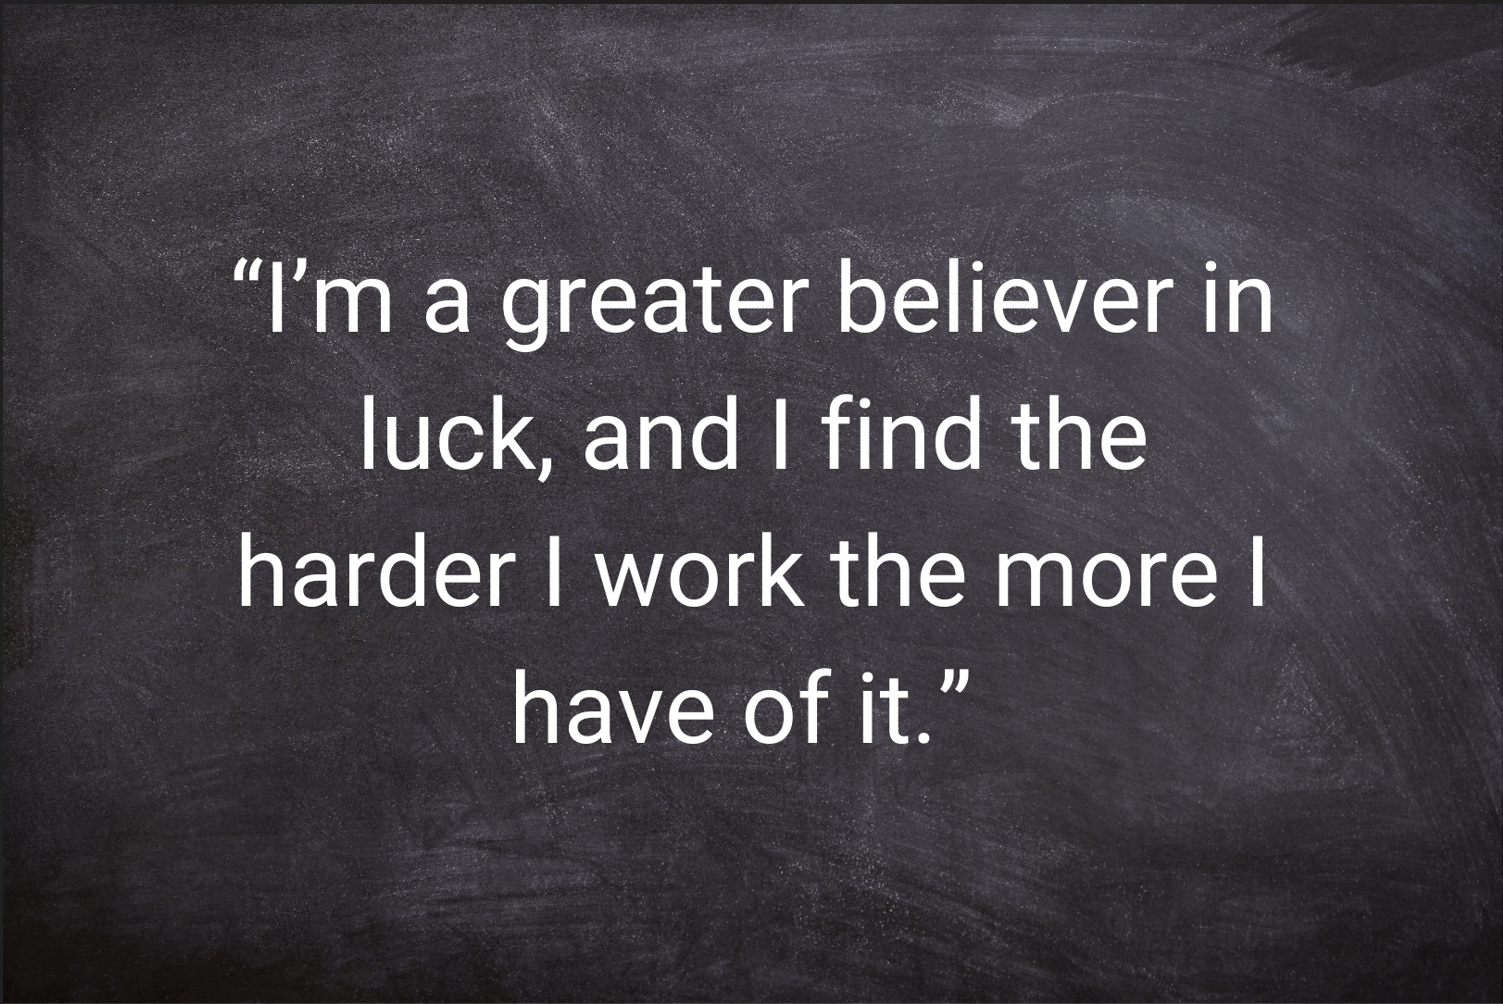 “I’m a greater believer in
luck, and I find the
harder I work the more I
have of it.”